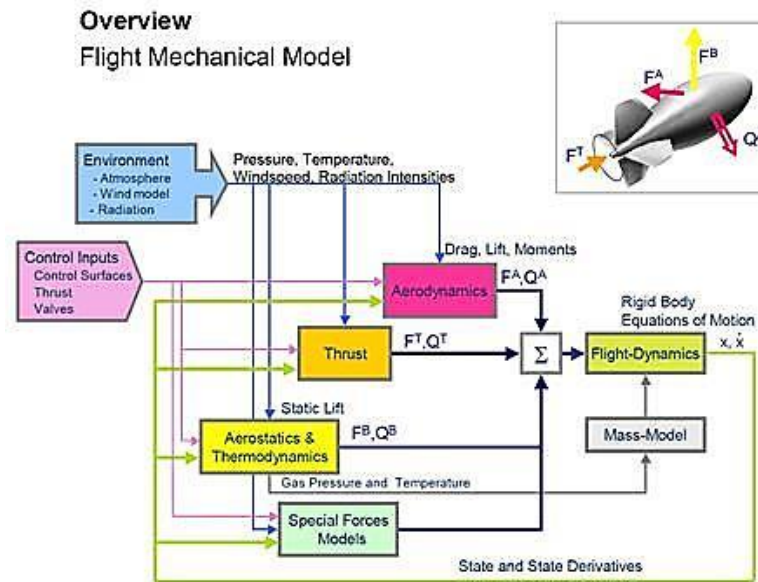 Overview
Flight Mechanical Model
F^B
F^A
Q
F^T
Environment
- Atmosphere
- Wind model
- Radiation
Pressure, Temperature,
Windspeed, Radiation Intensities
Control Inputs
Control Surfaces
Thrust
Valves
Drag, Lift, Moments
Aerodynamics
F^A,Q^A
Rigid Body
Equations of Motion
x, ẋ
Thrust
F^T,Q^T
Σ
Flight-Dynamics
Static Lift
Aerostatics &
Thermodynamics
F^B,Q^B
Mass-Model
Gas Pressure and Temperature
Special Forces
Models
State and State Derivatives